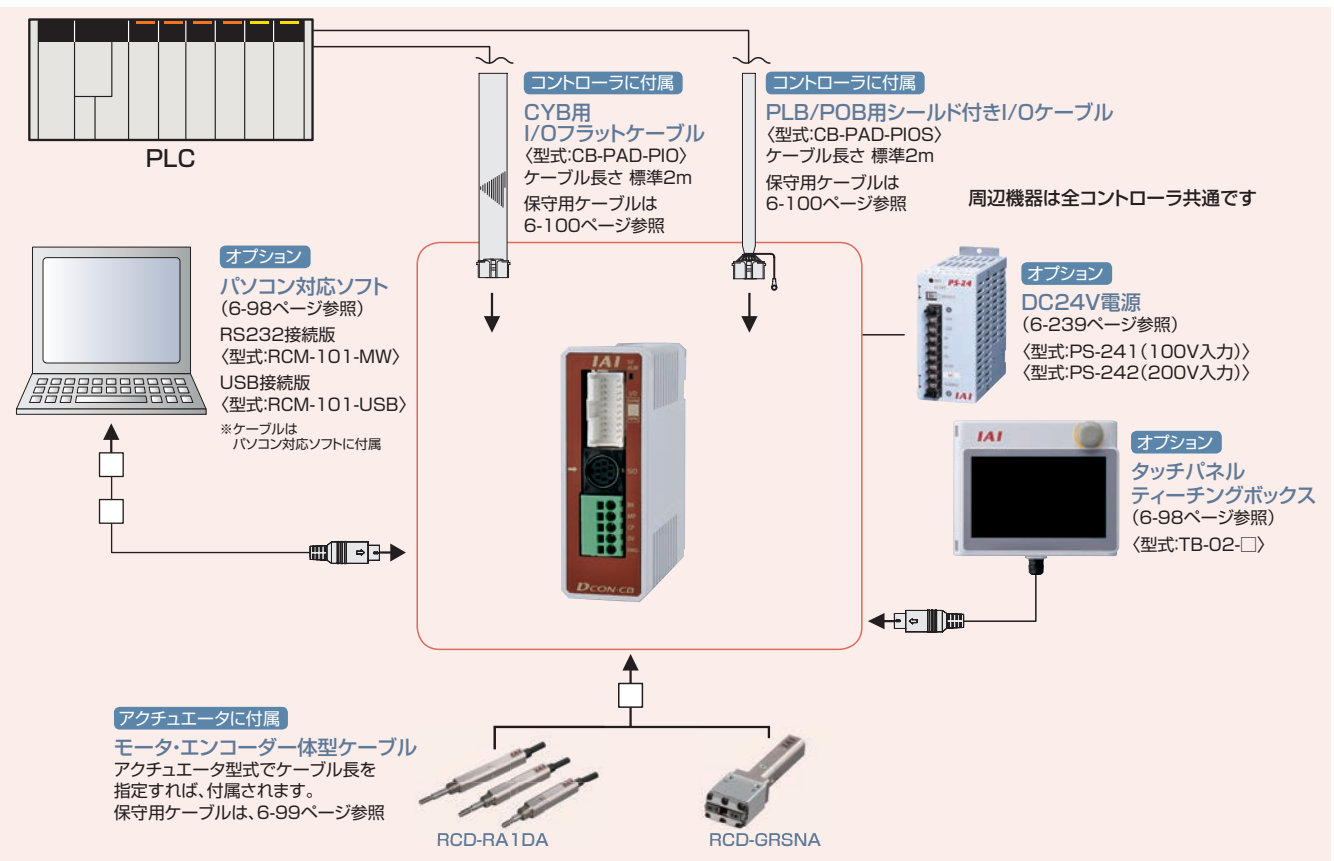 PLC
コントローラに付属
CYB用
I/Oフラットケーブル
〈型式:CB-PAD-PIO〉
ケーブル長さ 標準2m
保守用ケーブルは
6-100ページ参照
コントローラに付属
PLB/POB用シールド付きI/Oケーブル
〈型式:CB-PAD-PIOS〉
ケーブル長さ 標準2m
保守用ケーブルは
6-100ページ参照
周辺機器は全コントローラ共通です
オプション
パソコン対応ソフト
(6-98ページ参照)
RS232接続版
〈型式:RCM-101-MW〉
USB接続版
〈型式:RCM-101-USB〉
※ケーブルは
パソコン対応ソフトに付属
IAI
SIO
DCON-CB
PS-24
IAI
オプション
DC24V電源
(6-239ページ参照)
〈型式:PS-241(100V入力)〉
〈型式:PS-242(200V入力)〉
IAI
オプション
タッチパネル
ティーチングボックス
(6-98ページ参照)
〈型式:TB-02-□〉
アクチュエータに付属
モータ・エンコーダ一体型ケーブル
アクチュエータ型式でケーブル長を
指定すれば、付属されます。
保守用ケーブルは、6-99ページ参照
RCD-RA1DA
RCD-GRSNA